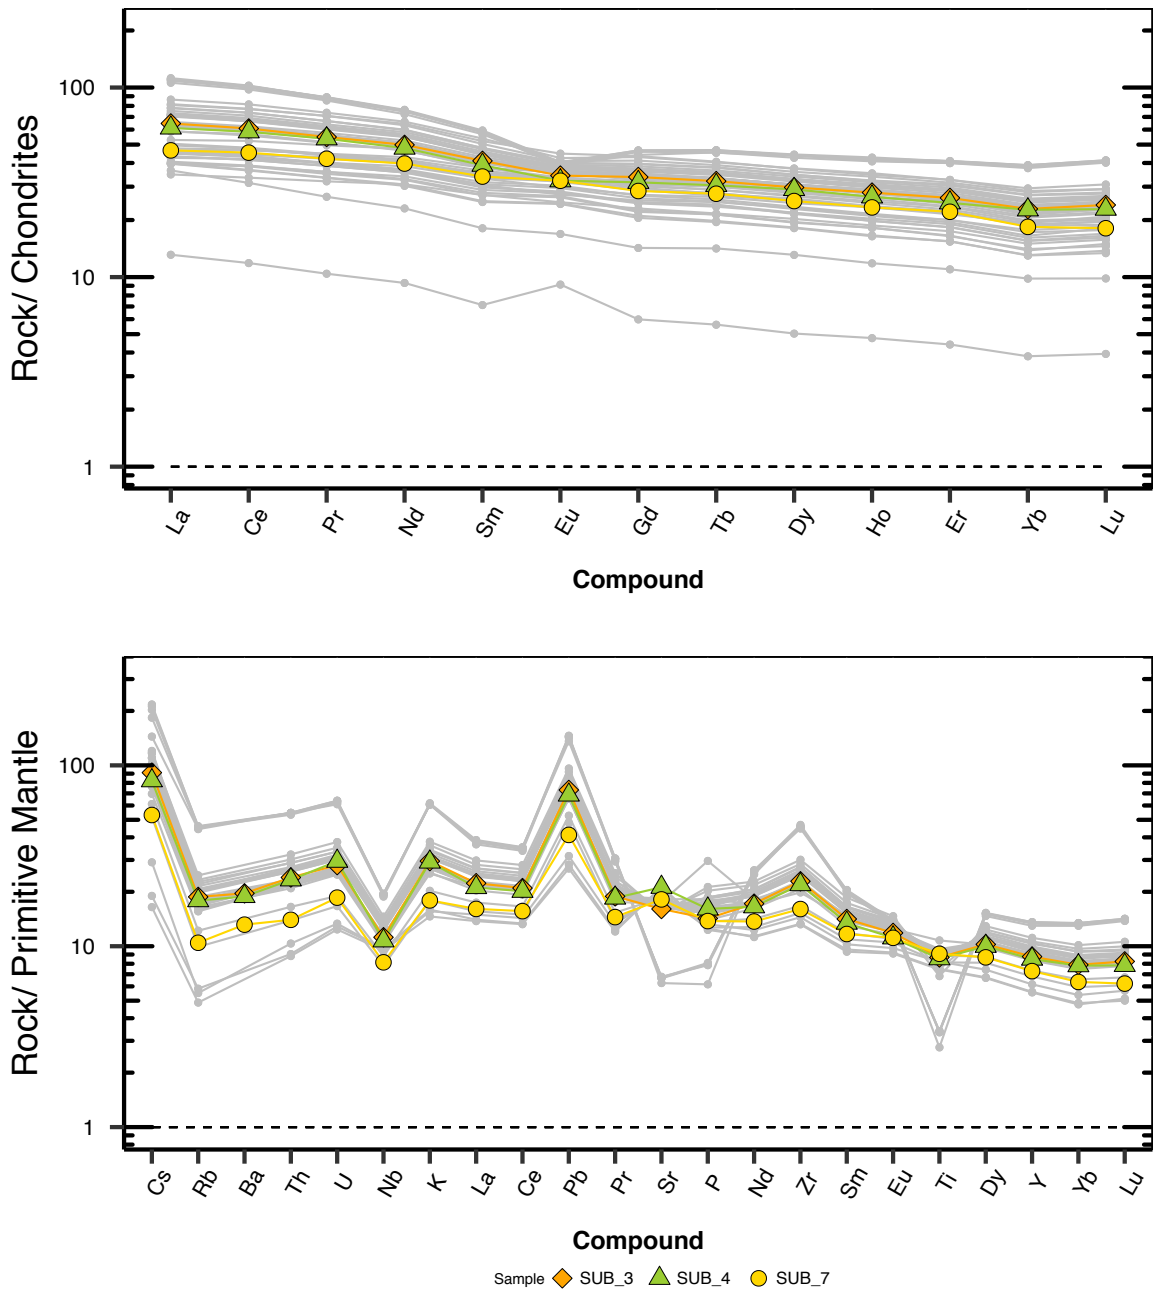 Rock/ Chondrites
100
10
1
La Ce Pr Nd Sm Eu Gd Tb Dy Ho Er Yb Lu
Compound
Rock/ Primitive Mantle
100
10
1
Cs Rb Ba Th U Nb K La Ce Pb Pr Sr P Nd Zr Sm Eu Ti Dy Y Yb Lu
Compound
Sample SUB_3 SUB_4 SUB_7